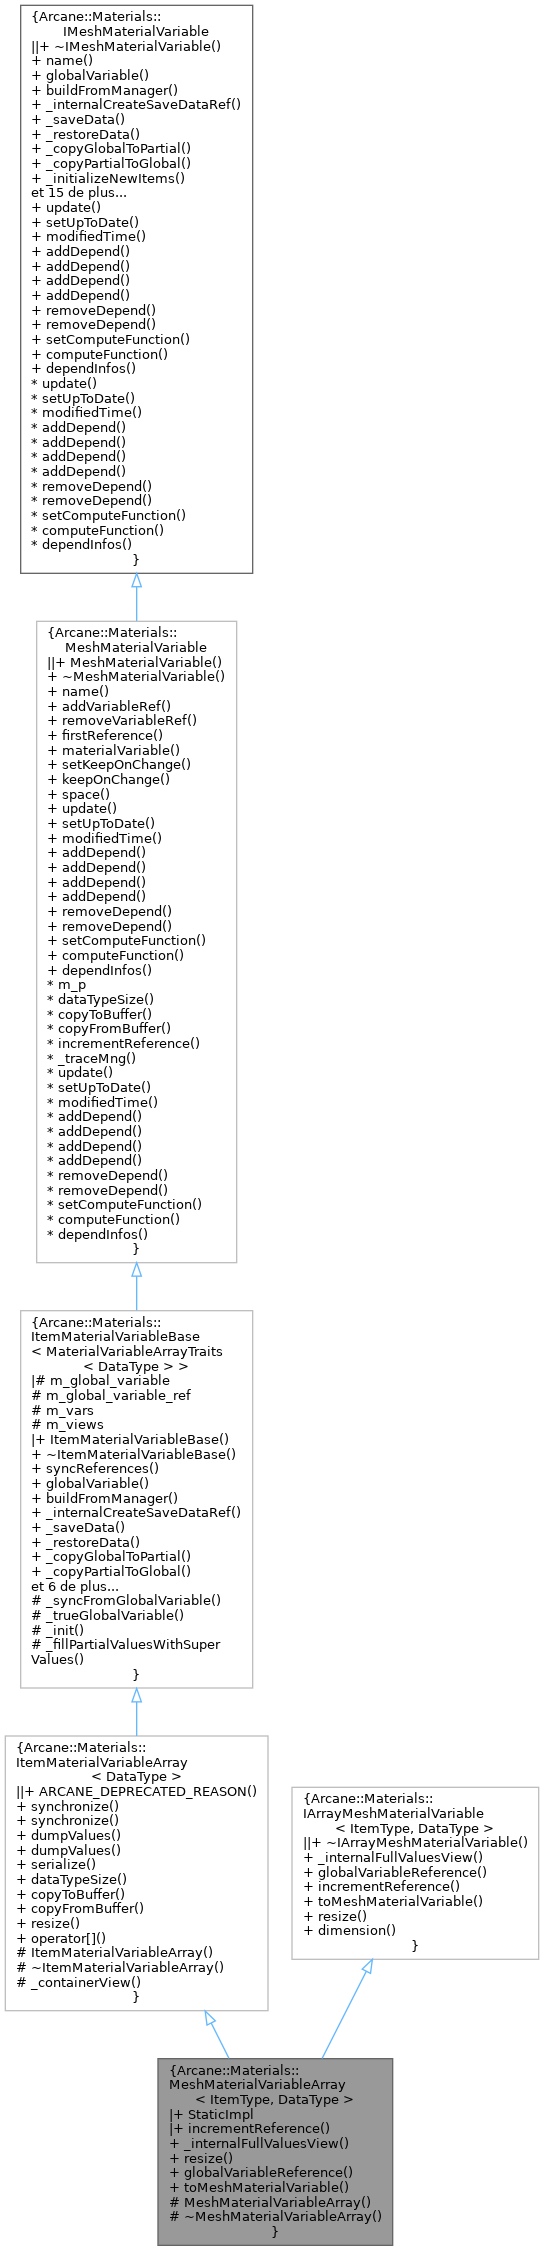 {Arcane::Materials::
IMeshMaterialVariable
||+ ~IMeshMaterialVariable()
+ name()
+ globalVariable()
+ buildFromManager()
+ _internalCreateSaveDataRef()
+ _saveData()
+ _restoreData()
+ _copyGlobalToPartial()
+ _copyPartialToGlobal()
+ _initializeNewItems()
et 15 de plus...
+ update()
+ setUpToDate()
+ modifiedTime()
+ addDepend()
+ addDepend()
+ addDepend()
+ addDepend()
+ removeDepend()
+ removeDepend()
+ setComputeFunction()
+ computeFunction()
+ dependInfos()
* update()
* setUpToDate()
* modifiedTime()
* addDepend()
* addDepend()
* addDepend()
* addDepend()
* removeDepend()
* removeDepend()
* setComputeFunction()
* computeFunction()
* dependInfos()
}
{Arcane::Materials::
MeshMaterialVariable
||+ MeshMaterialVariable()
+ ~MeshMaterialVariable()
+ name()
+ addVariableRef()
+ removeVariableRef()
+ firstReference()
+ materialVariable()
+ setKeepOnChange()
+ keepOnChange()
+ space()
+ update()
+ setUpToDate()
+ modifiedTime()
+ addDepend()
+ addDepend()
+ addDepend()
+ addDepend()
+ removeDepend()
+ removeDepend()
+ setComputeFunction()
+ computeFunction()
+ dependInfos()
* m_p
* dataTypeSize()
* copyToBuffer()
* copyFromBuffer()
* incrementReference()
* _traceMng()
* update()
* setUpToDate()
* modifiedTime()
* addDepend()
* addDepend()
* addDepend()
* addDepend()
* removeDepend()
* removeDepend()
* setComputeFunction()
* computeFunction()
* dependInfos()
}
{Arcane::Materials::
ItemMaterialVariableBase
< MaterialVariableArrayTraits
< DataType > >
|# m_global_variable
# m_global_variable_ref
# m_vars
# m_views
|+ ItemMaterialVariableBase()
+ ~ItemMaterialVariableBase()
+ syncReferences()
+ globalVariable()
+ buildFromManager()
+ _internalCreateSaveDataRef()
+ _saveData()
+ _restoreData()
+ _copyGlobalToPartial()
+ _copyPartialToGlobal()
et 6 de plus...
# _syncFromGlobalVariable()
# _trueGlobalVariable()
# _init()
# _fillPartialValuesWithSuper
Values()
}
{Arcane::Materials::
ItemMaterialVariableArray
< DataType >
||+ ARCANE_DEPRECATED_REASON()
+ synchronize()
+ synchronize()
+ dumpValues()
+ dumpValues()
+ serialize()
+ dataTypeSize()
+ copyToBuffer()
+ copyFromBuffer()
+ resize()
+ operator[]()
# ItemMaterialVariableArray()
# ~ItemMaterialVariableArray()
# _containerView()
}
{Arcane::Materials::
IArrayMeshMaterialVariable
< ItemType, DataType >
||+ ~IArrayMeshMaterialVariable()
+ _internalFullValuesView()
+ globalVariableReference()
+ incrementReference()
+ toMeshMaterialVariable()
+ resize()
+ dimension()
}
{Arcane::Materials::
MeshMaterialVariableArray
< ItemType, DataType >
|+ StaticImpl
|+ incrementReference()
+ _internalFullValuesView()
+ resize()
+ globalVariableReference()
+ toMeshMaterialVariable()
# MeshMaterialVariableArray()
# ~MeshMaterialVariableArray()
}